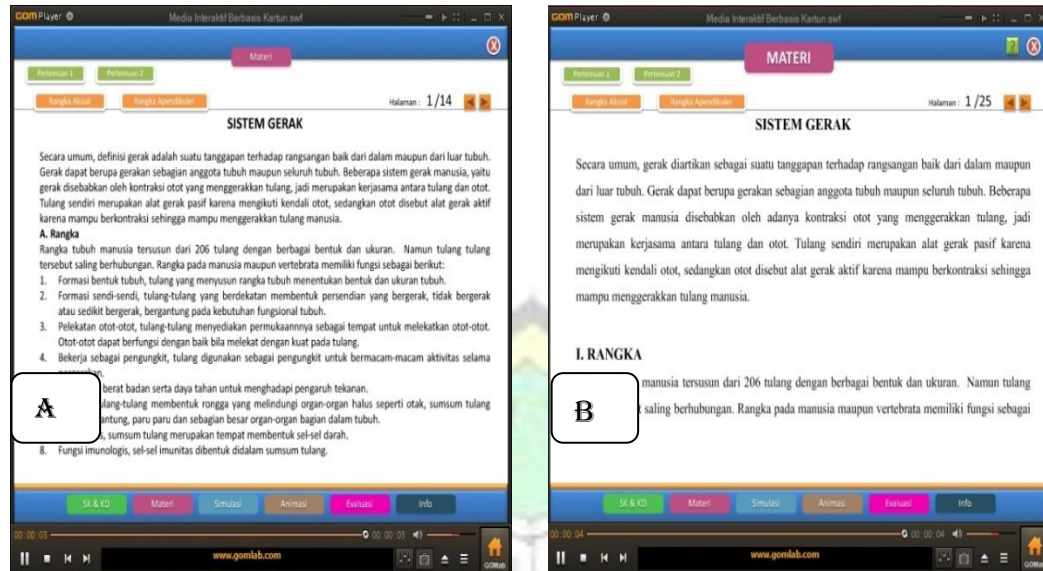 GOM Player
Media Interaktif Berbasis Kartun.swf
Materi
Pertemuan 1 Pertemuan 2
Rangka Aksial Rangka Apendikuler
Halaman : 1/14
SISTEM GERAK
Secara umum, definisi gerak adalah suatu tanggapan terhadap rangsangan baik dari dalam maupun dari luar tubuh.
Gerak dapat berupa gerakan sebagian anggota tubuh maupun seluruh tubuh. Beberapa sistem gerak manusia, yaitu
gerak disebabkan oleh kontraksi otot yang menggerakkan tulang, jadi merupakan kerjasama antara tulang dan otot.
Tulang sendiri merupakan alat gerak pasif karena mengikuti kendali otot, sedangkan otot disebut alat gerak aktif
karena mampu berkontraksi sehingga mampu menggerakkan tulang manusia.
A. Rangka
Rangka tubuh manusia tersusun dari 206 tulang dengan berbagai bentuk dan ukuran. Namun tulang tulang
tersebut saling berhubungan. Rangka pada manusia maupun vertebrata memiliki fungsi sebagai berikut:
1. Formasi bentuk tubuh, tulang yang menyusun rangka tubuh menentukan bentuk dan ukuran tubuh.
2. Formasi sendi-sendi, tulang-tulang yang berdekatan membentuk persendian yang bergerak, tidak bergerak
atau sedikit bergerak, bergantung pada kebutuhan fungsional tubuh.
3. Pelekatan otot-otot, tulang-tulang menyediakan permukaannnya sebagai tempat untuk melekatkan otot-otot.
Otot-otot dapat berfungsi dengan baik bila melekat dengan kuat pada tulang.
4. Bekerja sebagai pengungkit, tulang digunakan sebagai pengungkit untuk bermacam-macam aktivitas selama
berat badan serta daya tahan untuk menghadapi pengaruh tekanan.
A
ulang-tulang membentuk rongga yang melindungi organ-organ halus seperti otak, sumsum tulang
antung, paru paru dan sebagian besar organ-organ bagian dalam tubuh.
s, sumsum tulang merupakan tempat membentuk sel-sel darah.
8. Fungsi imunologis, sel-sel imunitas dibentuk didalam sumsum tulang.
SK & KD Materi Simulasi Animasi Evaluasi Info
00:00:03 00:00:03
www.gomlab.com
GOMlab
GOM Player
Media Interaktif Berbasis Kartun.swf
MATERI
?
Pertemuan 1 Pertemuan 2
Rangka Aksial Rangka Apendikuler
Halaman : 1/25
SISTEM GERAK
Secara umum, gerak diartikan sebagai suatu tanggapan terhadap rangsangan baik dari dalam maupun
dari luar tubuh. Gerak dapat berupa gerakan sebagian anggota tubuh maupun seluruh tubuh. Beberapa
sistem gerak manusia disebabkan oleh adanya kontraksi otot yang menggerakkan tulang, jadi
merupakan kerjasama antara tulang dan otot. Tulang sendiri merupakan alat gerak pasif karena
mengikuti kendali otot, sedangkan otot disebut alat gerak aktif karena mampu berkontraksi sehingga
mampu menggerakkan tulang manusia.
I. RANGKA
manusia tersusun dari 206 tulang dengan berbagai bentuk dan ukuran. Namun tulang
B
saling berhubungan. Rangka pada manusia maupun vertebrata memiliki fungsi sebagai
SK & KD Materi Simulasi Animasi Evaluasi Info
00:00:04 00:00:04
www.gomlab.com
GOMlab